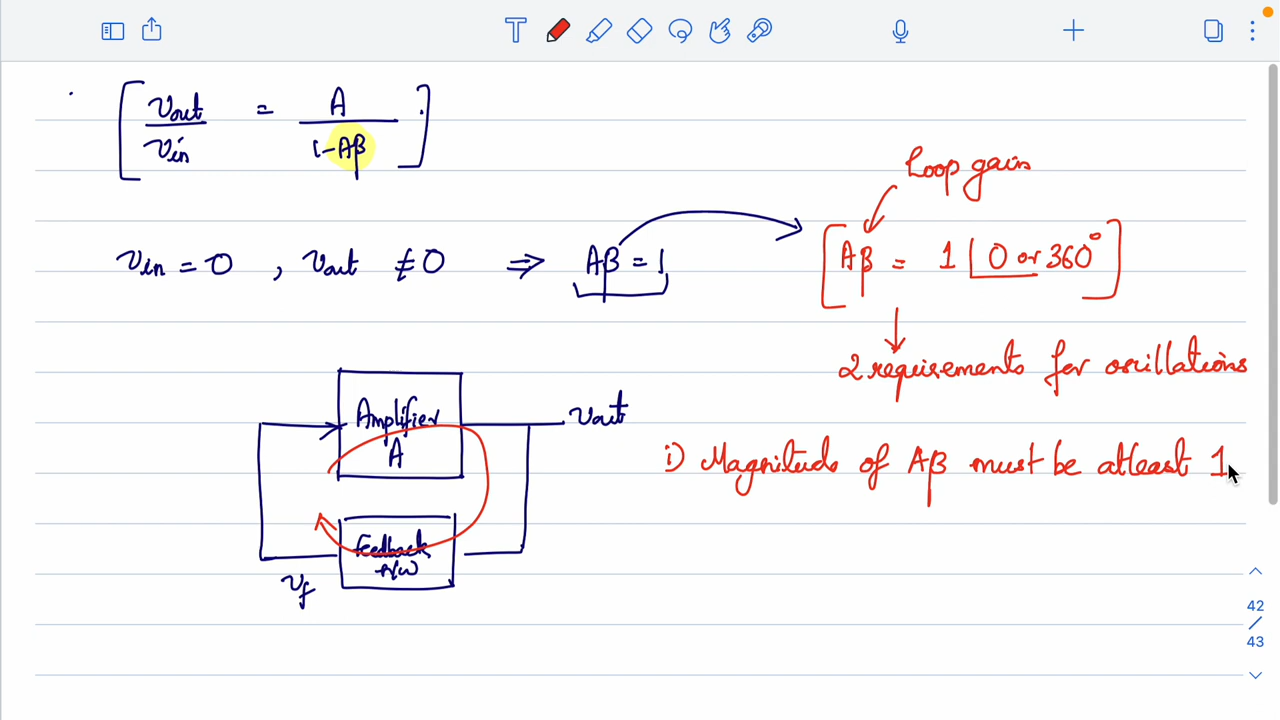 Vout / Vin = A / 1-Aβ
Loop gain
Vin = 0 , Vout ≠ 0 ⇒ Aβ = 1
Aβ = 1 0 or 360°
2 requirements for oscillations
Amplifier
A
Vout
i) Magnitude of Aβ must be atleast 1
Feedback
N/W
Vf
42
/
43